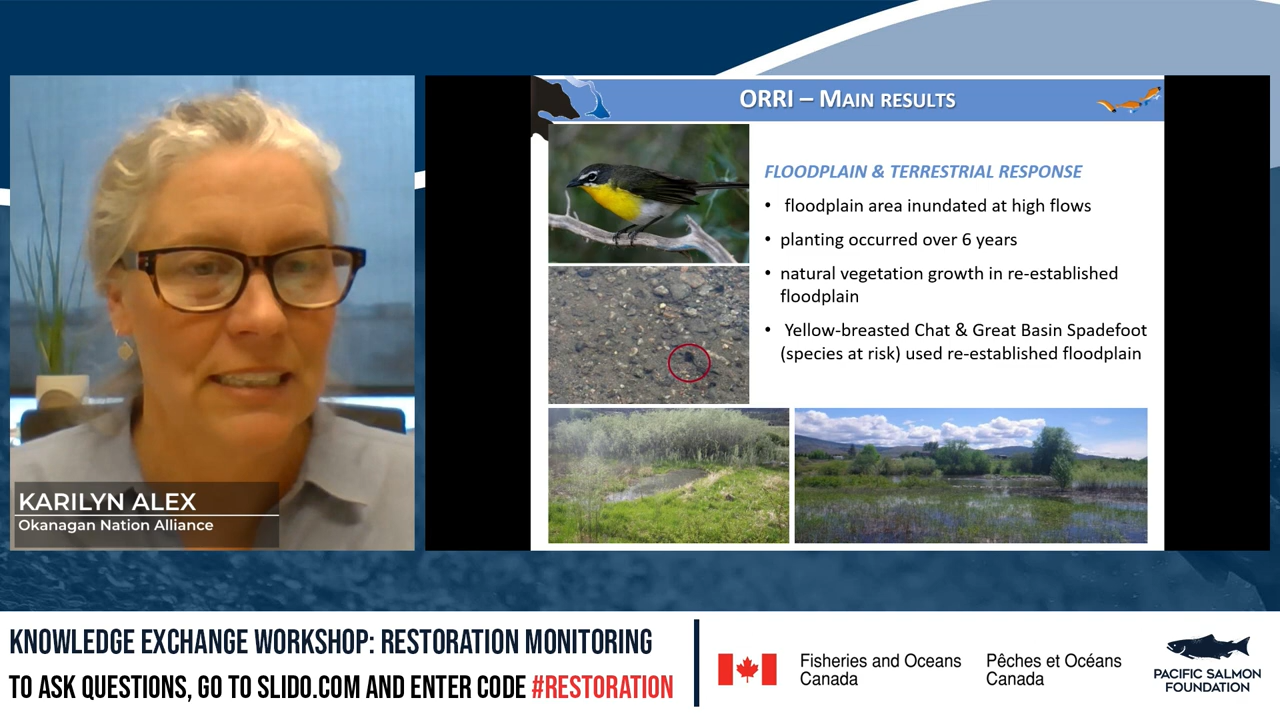 ORRI – MAIN RESULTS
FLOODPLAIN & TERRESTRIAL RESPONSE
• floodplain area inundated at high flows
• planting occurred over 6 years
• natural vegetation growth in re-established
floodplain
• Yellow-breasted Chat & Great Basin Spadefoot
(species at risk) used re-established floodplain
KARILYN ALEX
Okanagan Nation Alliance
KNOWLEDGE EXCHANGE WORKSHOP: RESTORATION MONITORING
TO ASK QUESTIONS, GO TO SLIDO.COM AND ENTER CODE #RESTORATION
Fisheries and Oceans
Canada
Pêches et Océans
Canada
PACIFIC SALMON
FOUNDATION